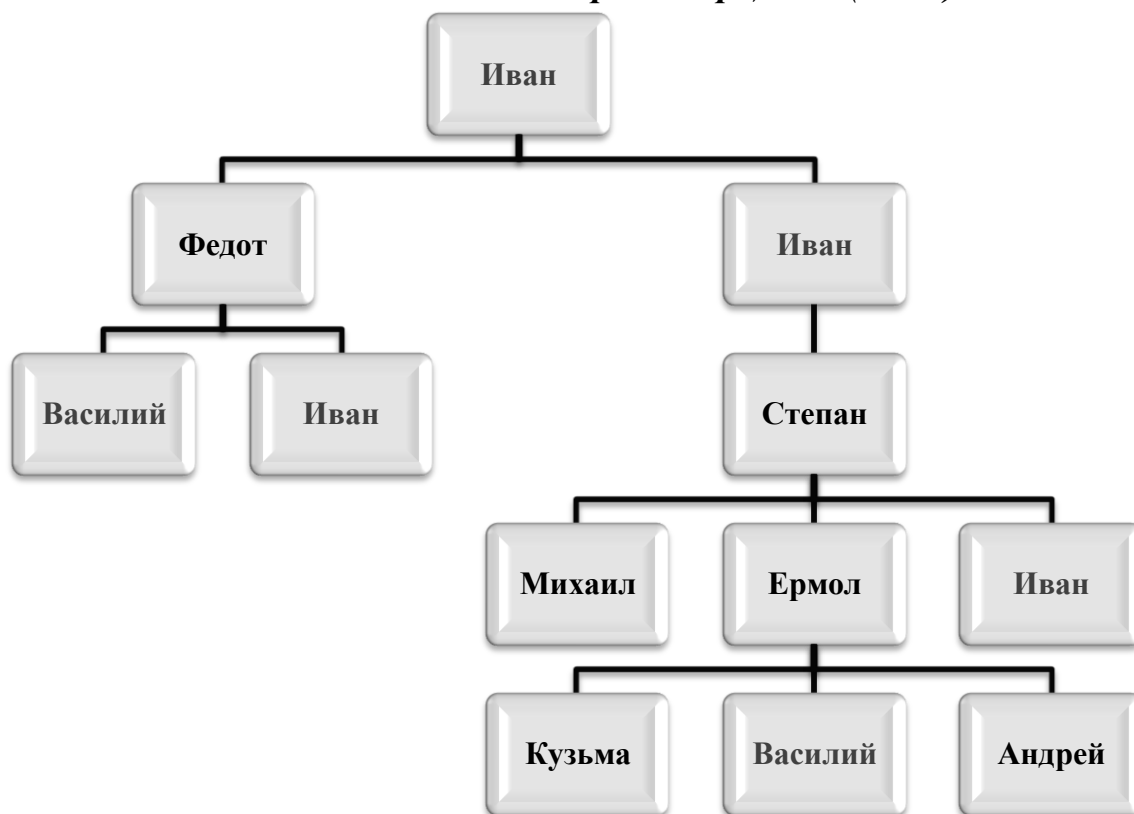 Иван
Федот
Иван
Василий
Иван
Степан
Михаил
Ермол
Иван
Кузьма
Василий
Андрей